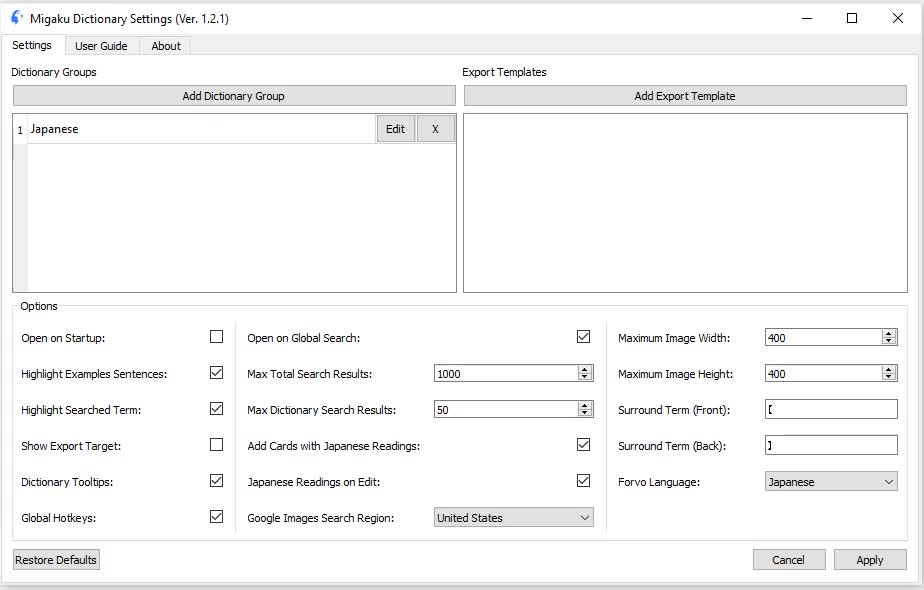 Migaku Dictionary Settings (Ver. 1.2.1)
Settings User Guide About
Dictionary Groups Export Templates
Add Dictionary Group Add Export Template
1 Japanese Edit X
Options
Open on Startup: Open on Global Search: Maximum Image Width: 400
Highlight Examples Sentences: Max Total Search Results: 1000 Maximum Image Height: 400
Highlight Searched Term: Max Dictionary Search Results: 50 Surround Term (Front): 【
Show Export Target: Add Cards with Japanese Readings: Surround Term (Back): 】
Dictionary Tooltips: Japanese Readings on Edit: Forvo Language: Japanese
Global Hotkeys: Google Images Search Region: United States
Restore Defaults Cancel Apply